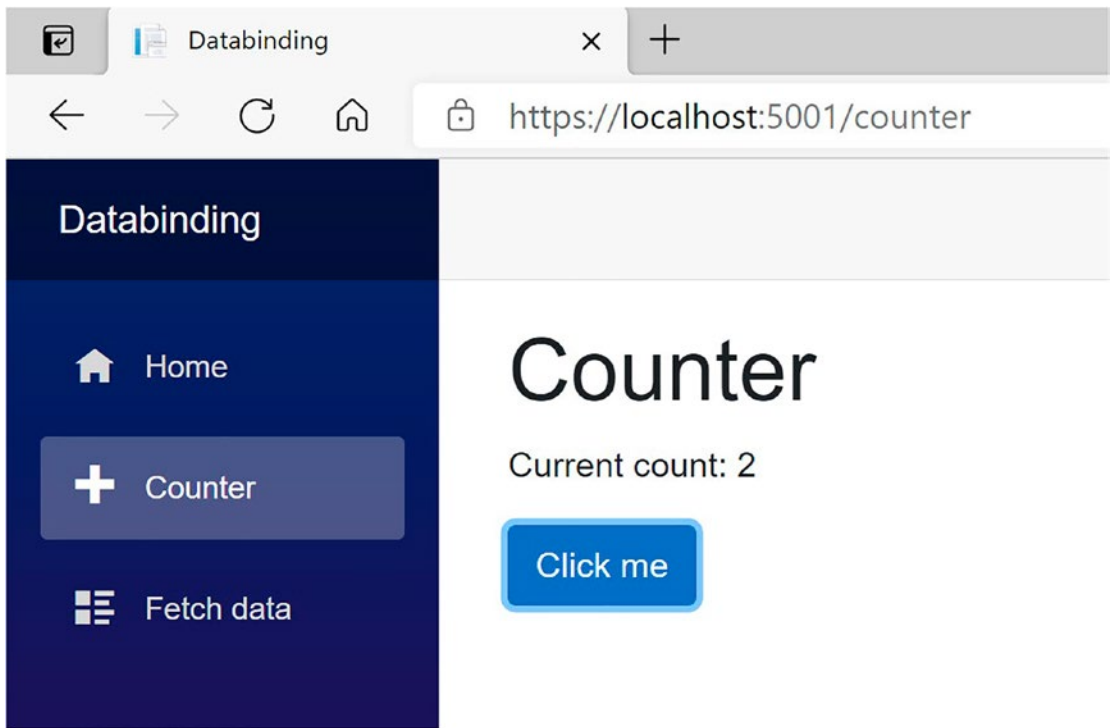 Databinding
https://localhost:5001/counter
Databinding
Home
Counter
Fetch data
Counter
Current count: 2
Click me